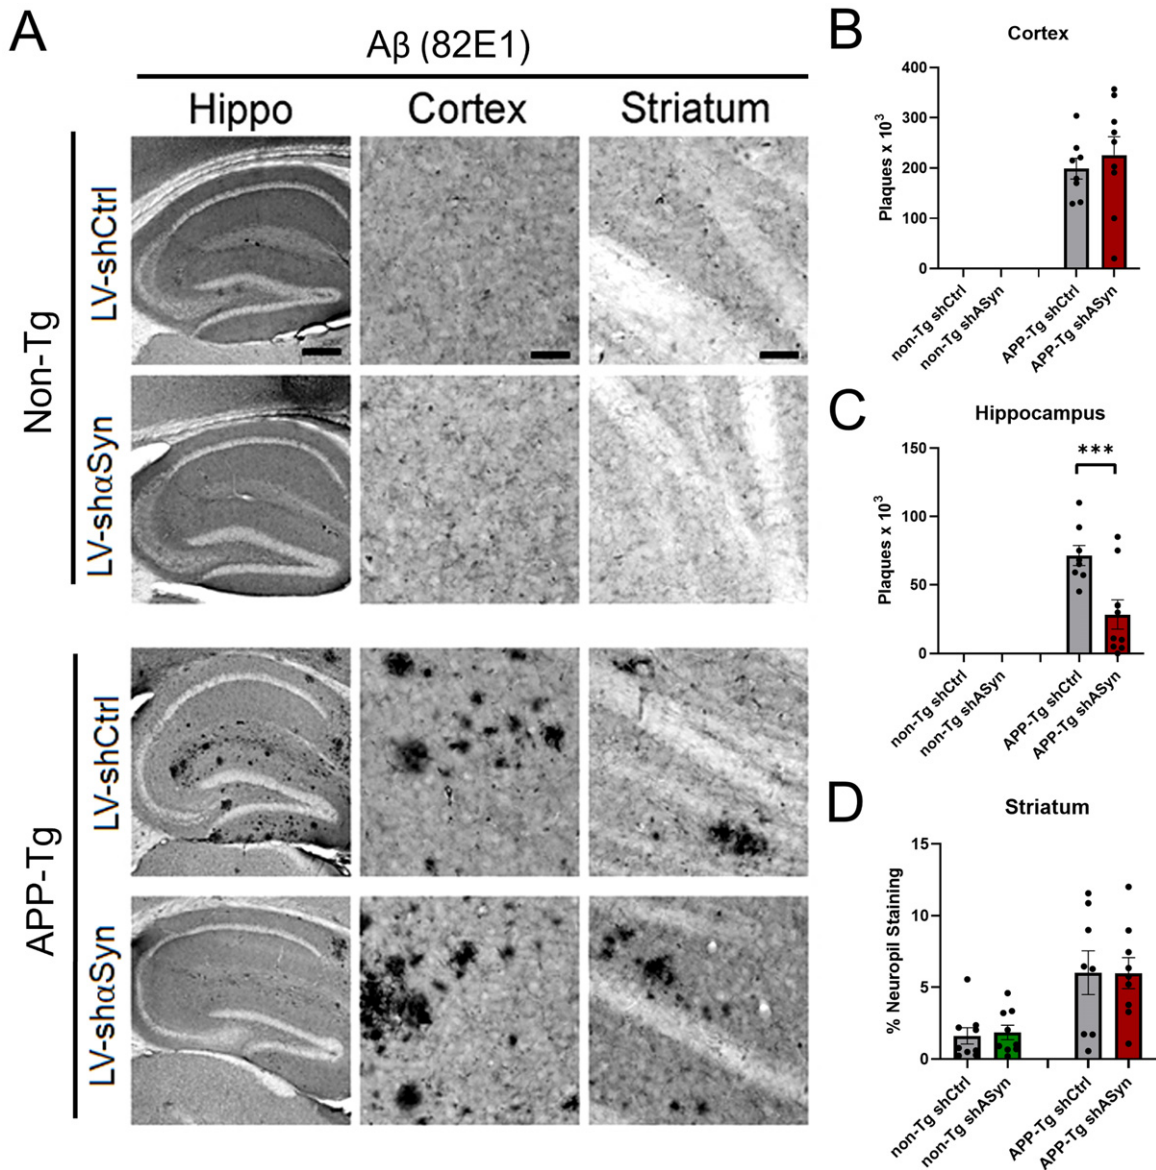 A
Aβ (82E1)
Hippo
Cortex
Striatum
Non-Tg
LV-shCtrl
LV-shαSyn
APP-Tg
LV-shCtrl
LV-shαSyn
B
Cortex
Plaques x 10³
400
300
200
100
0
non-Tg shCtrl
non-Tg shASyn
APP-Tg shCtrl
APP-Tg shASyn
C
Hippocampus
Plaques x 10³
150
100
50
0
***
non-Tg shCtrl
non-Tg shASyn
APP-Tg shCtrl
APP-Tg shASyn
D
Striatum
% Neuropil Staining
15
10
5
0
non-Tg shCtrl
non-Tg shASyn
APP-Tg shCtrl
APP-Tg shASyn